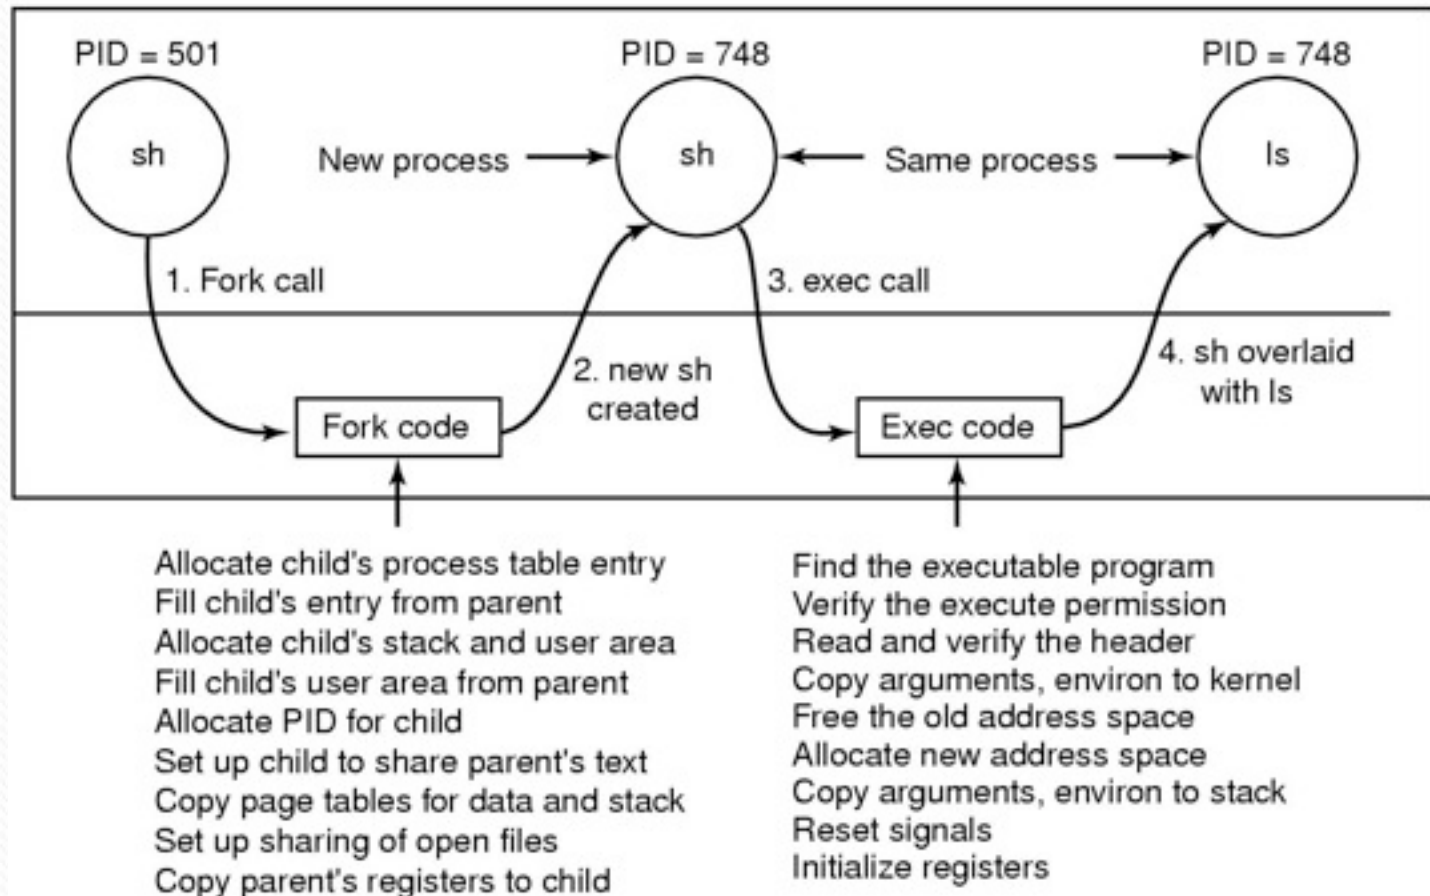 PID = 501
PID = 748
PID = 748
sh
New process
sh
Same process
ls
1. Fork call
3. exec call
2. new sh
created
4. sh overlaid
with ls
Fork code
Exec code
Allocate child's process table entry
Fill child's entry from parent
Allocate child's stack and user area
Fill child's user area from parent
Allocate PID for child
Set up child to share parent's text
Copy page tables for data and stack
Set up sharing of open files
Copy parent's registers to child
Find the executable program
Verify the execute permission
Read and verify the header
Copy arguments, environ to kernel
Free the old address space
Allocate new address space
Copy arguments, environ to stack
Reset signals
Initialize registers